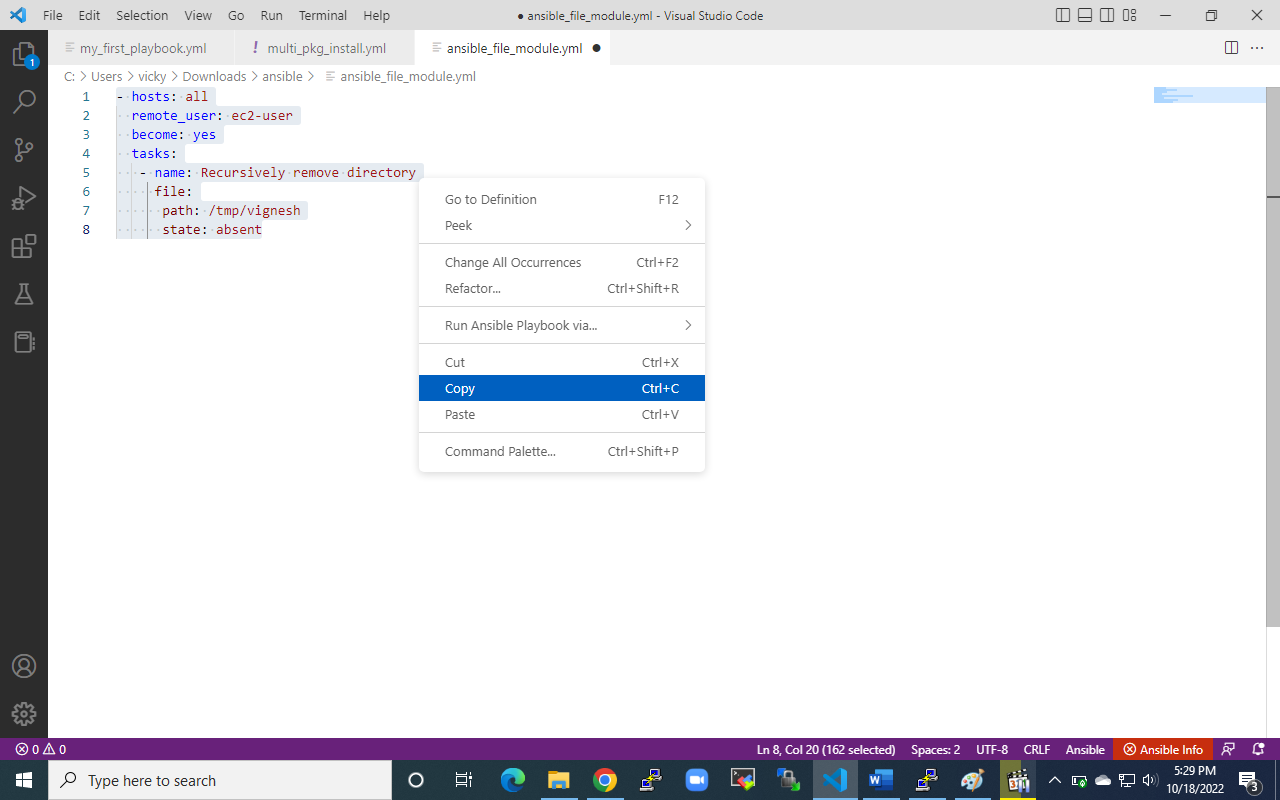 File Edit Selection View Go Run Terminal Help
● ansible_file_module.yml - Visual Studio Code
my_first_playbook.yml
! multi_pkg_install.yml
ansible_file_module.yml ●
C: > Users > vicky > Downloads > ansible > ansible_file_module.yml
1 - hosts: all
2 remote_user: ec2-user
3 become: yes
4 tasks:
5 - name: Recursively remove directory
6 file:
7 path: /tmp/vignesh
8 state: absent
Go to Definition F12
Peek
Change All Occurrences Ctrl+F2
Refactor... Ctrl+Shift+R
Run Ansible Playbook via...
Cut Ctrl+X
Copy Ctrl+C
Paste Ctrl+V
Command Palette... Ctrl+Shift+P
1
0 0
Ln 8, Col 20 (162 selected) Spaces: 2 UTF-8 CRLF Ansible Ansible Info
Type here to search
5:29 PM
10/18/2022
3